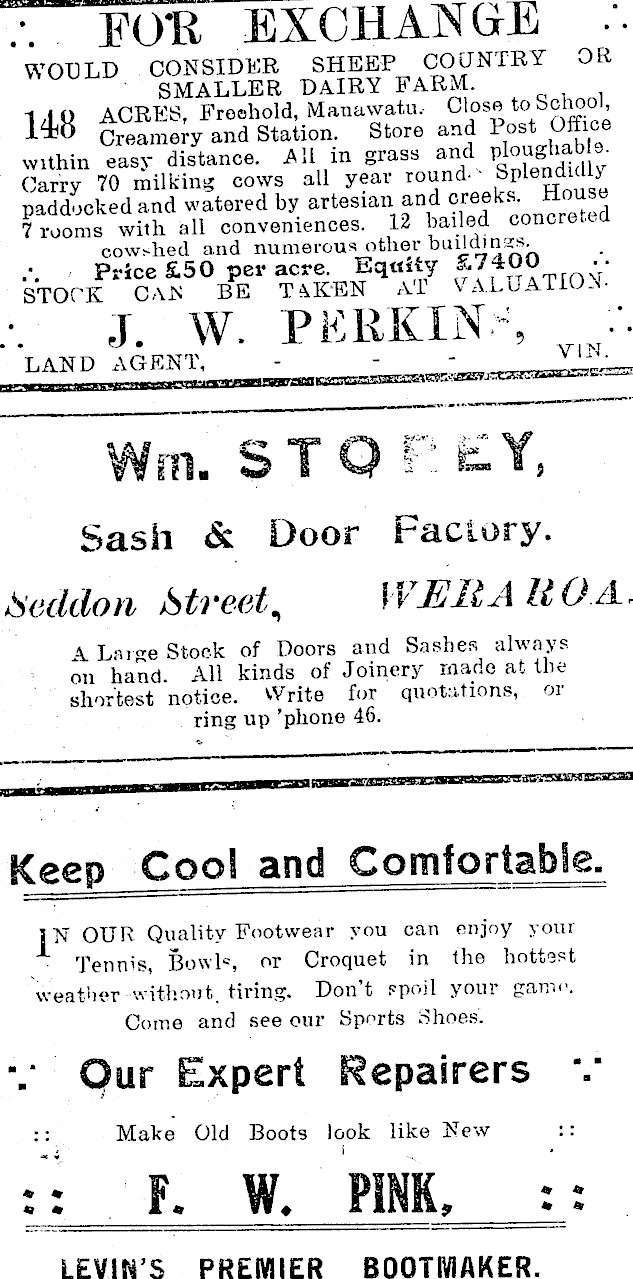 ∴ FOR EXCHANGE ∴
WOULD CONSIDER SHEEP COUNTRY OR
SMALLER DAIRY FARM.
148 ACRES, Freehold, Manawatu. Close to School,
Creamery and Station. Store and Post Office
within easy distance. All in grass and ploughable.
Carry 70 milking cows all year round. Splendidly
paddocked and watered by artesian and creeks. House
7 rooms with all conveniences. 12 bailed concreted
cow-shed and numerous other buildings.
∴ Price £50 per acre. Equity £7400 ∴
STOCK CAN BE TAKEN AT VALUATION.
∴ J. W. PERKINS, ∴
LAND AGENT, - - - VIN.
Wm. STOREY,
Sash & Door Factory.
Seddon Street, WERAROA.
A Large Stock of Doors and Sashes always
on hand. All kinds of Joinery made at the
shortest notice. Write for quotations, or
ring up 'phone 46.
Keep Cool and Comfortable.
IN OUR Quality Footwear you can enjoy your
Tennis, Bowls, or Croquet in the hottest
weather without tiring. Don't spoil your game.
Come and see our Sports Shoes.
∵ Our Expert Repairers ∵
:: Make Old Boots look like New ::
:: F. W. PINK, ::
LEVIN'S PREMIER BOOTMAKER.